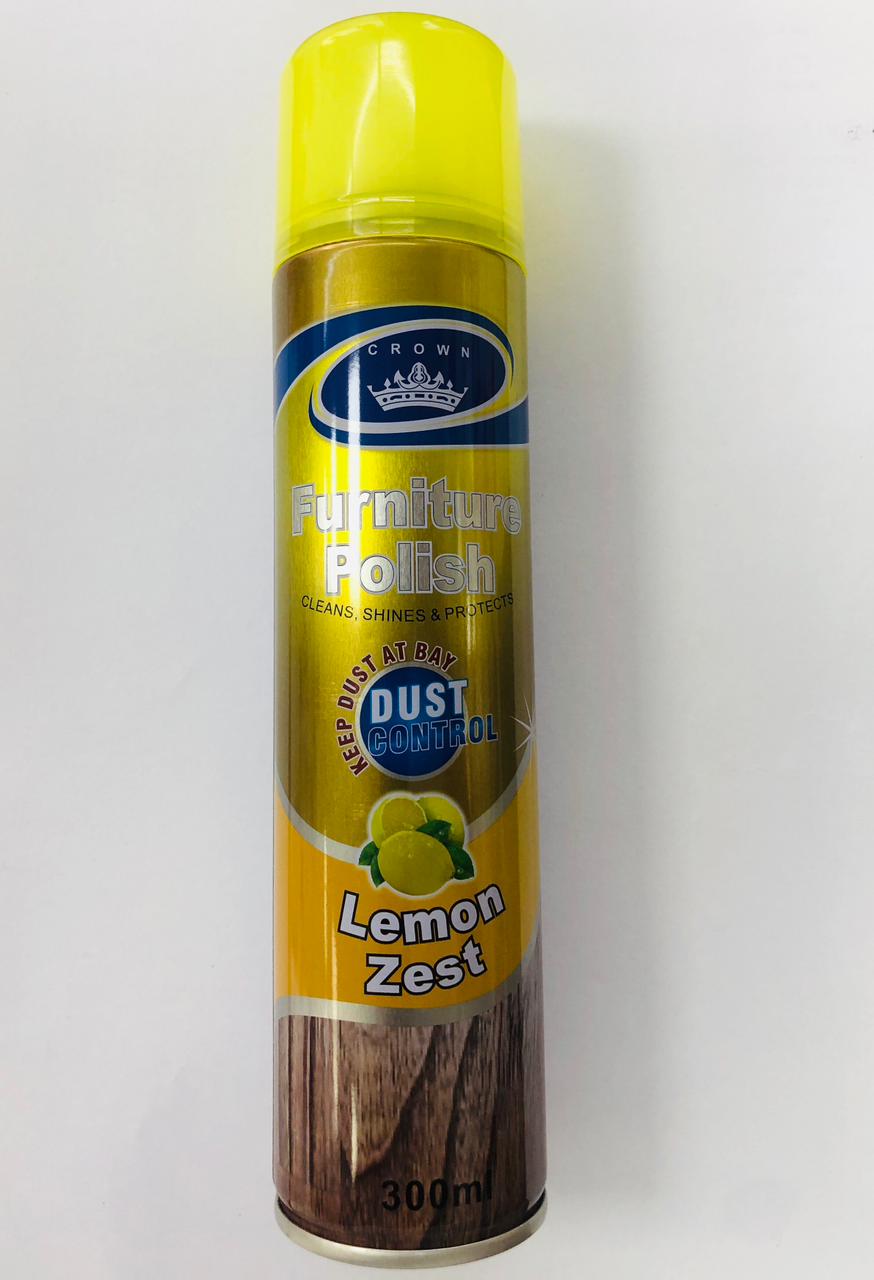 CROWN
Furniture
Polish
CLEANS, SHINES & PROTECTS
KEEP DUST AT BAY
DUST
CONTROL
Lemon
Zest
300ml